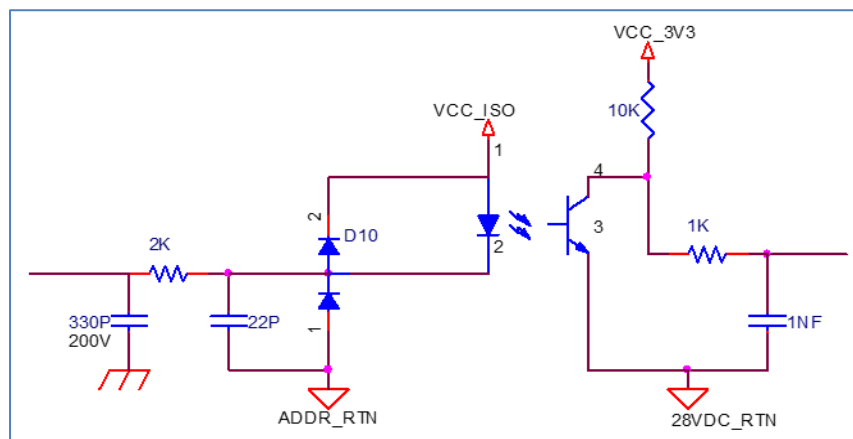 VCC_3V3
10K
VCC_ISO
1
4
2
D10
3
1K
2K
2
330P
200V
22P
1
1NF
ADDR_RTN
28VDC_RTN